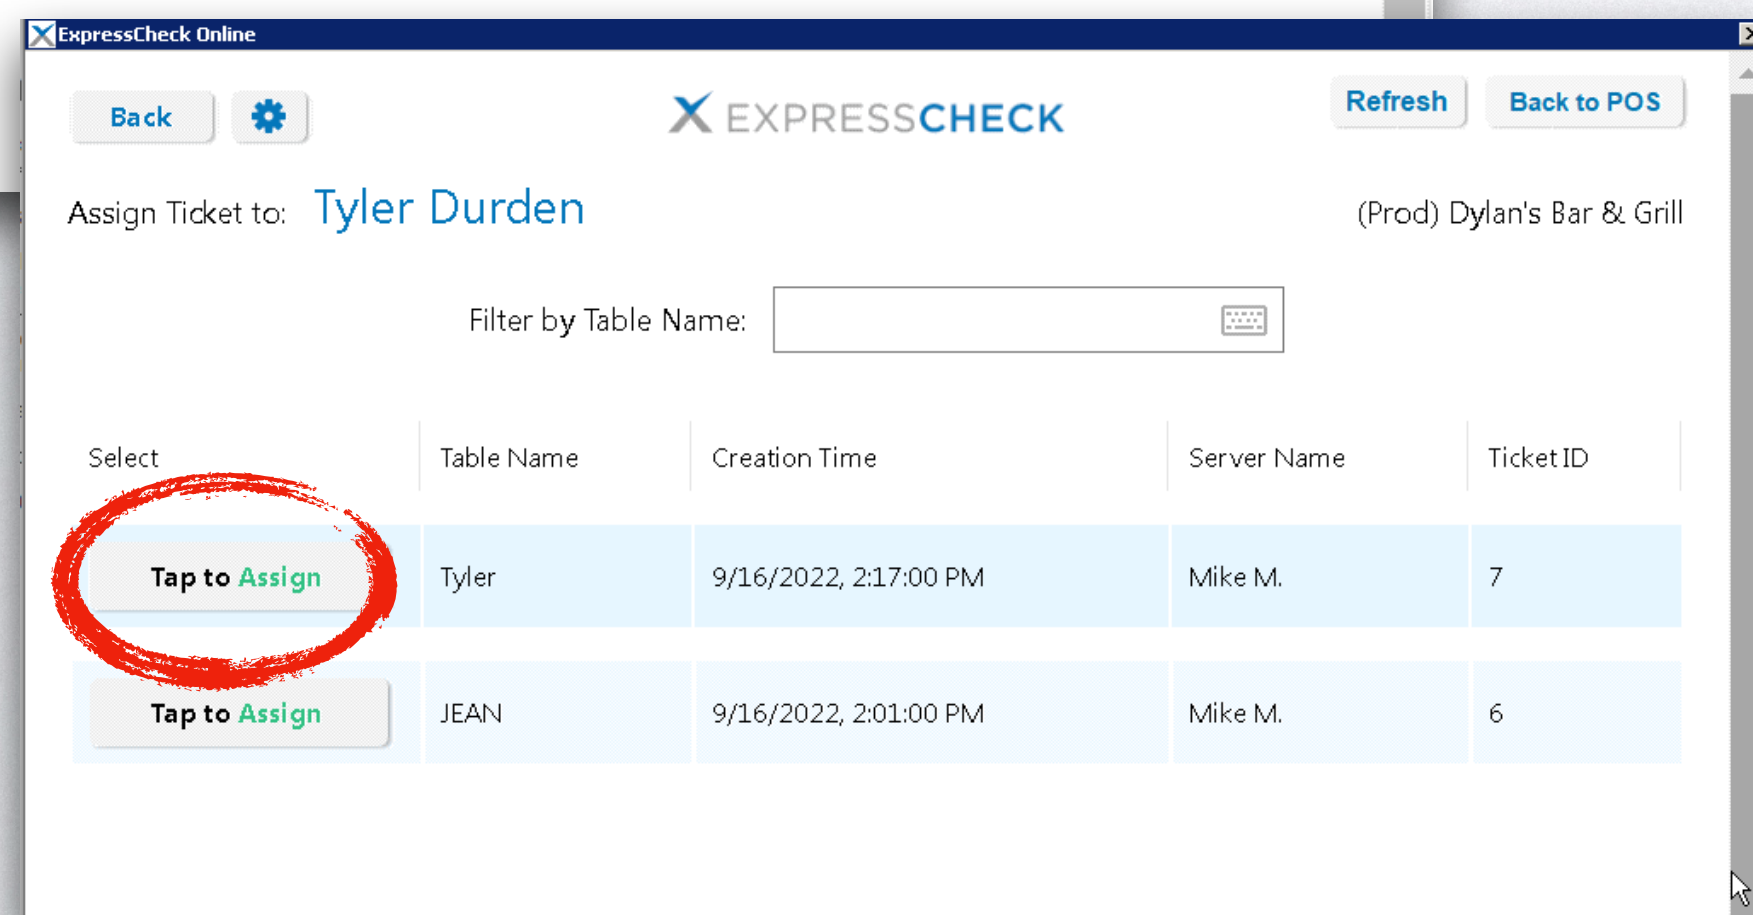 ExpressCheck Online
Back
EXPRESSCHECK
Refresh
Back to POS
Assign Ticket to: Tyler Durden
(Prod) Dylan's Bar & Grill
Filter by Table Name:
Select Table Name Creation Time Server Name Ticket ID
Tap to Assign Tyler 9/16/2022, 2:17:00 PM Mike M. 7
Tap to Assign JEAN 9/16/2022, 2:01:00 PM Mike M. 6